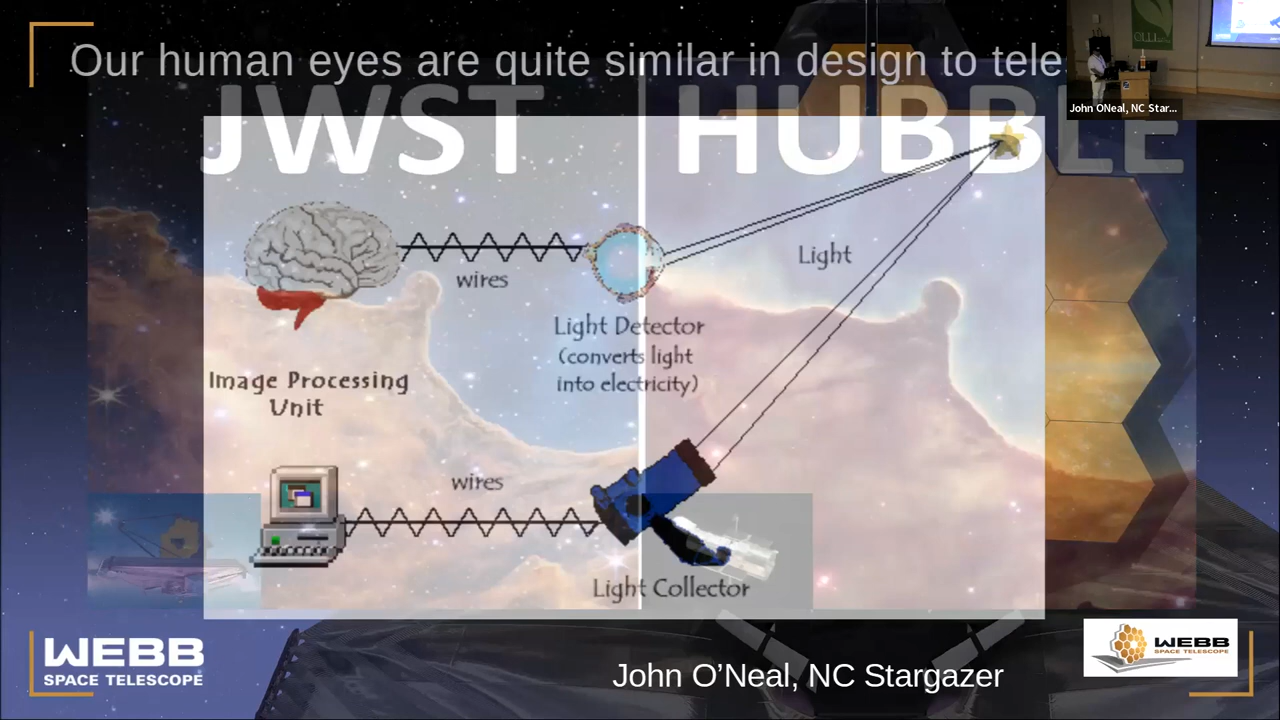 Our human eyes are quite similar in design to tele
OLLI
John ONeal, NC Star...
JWST
HUBBLE
wires
Light
Light Detector
(converts light
into electricity)
Image Processing
Unit
wires
Light Collector
WEBB
SPACE TELESCOPE
John O’Neal, NC Stargazer
WEBB
SPACE TELESCOPE